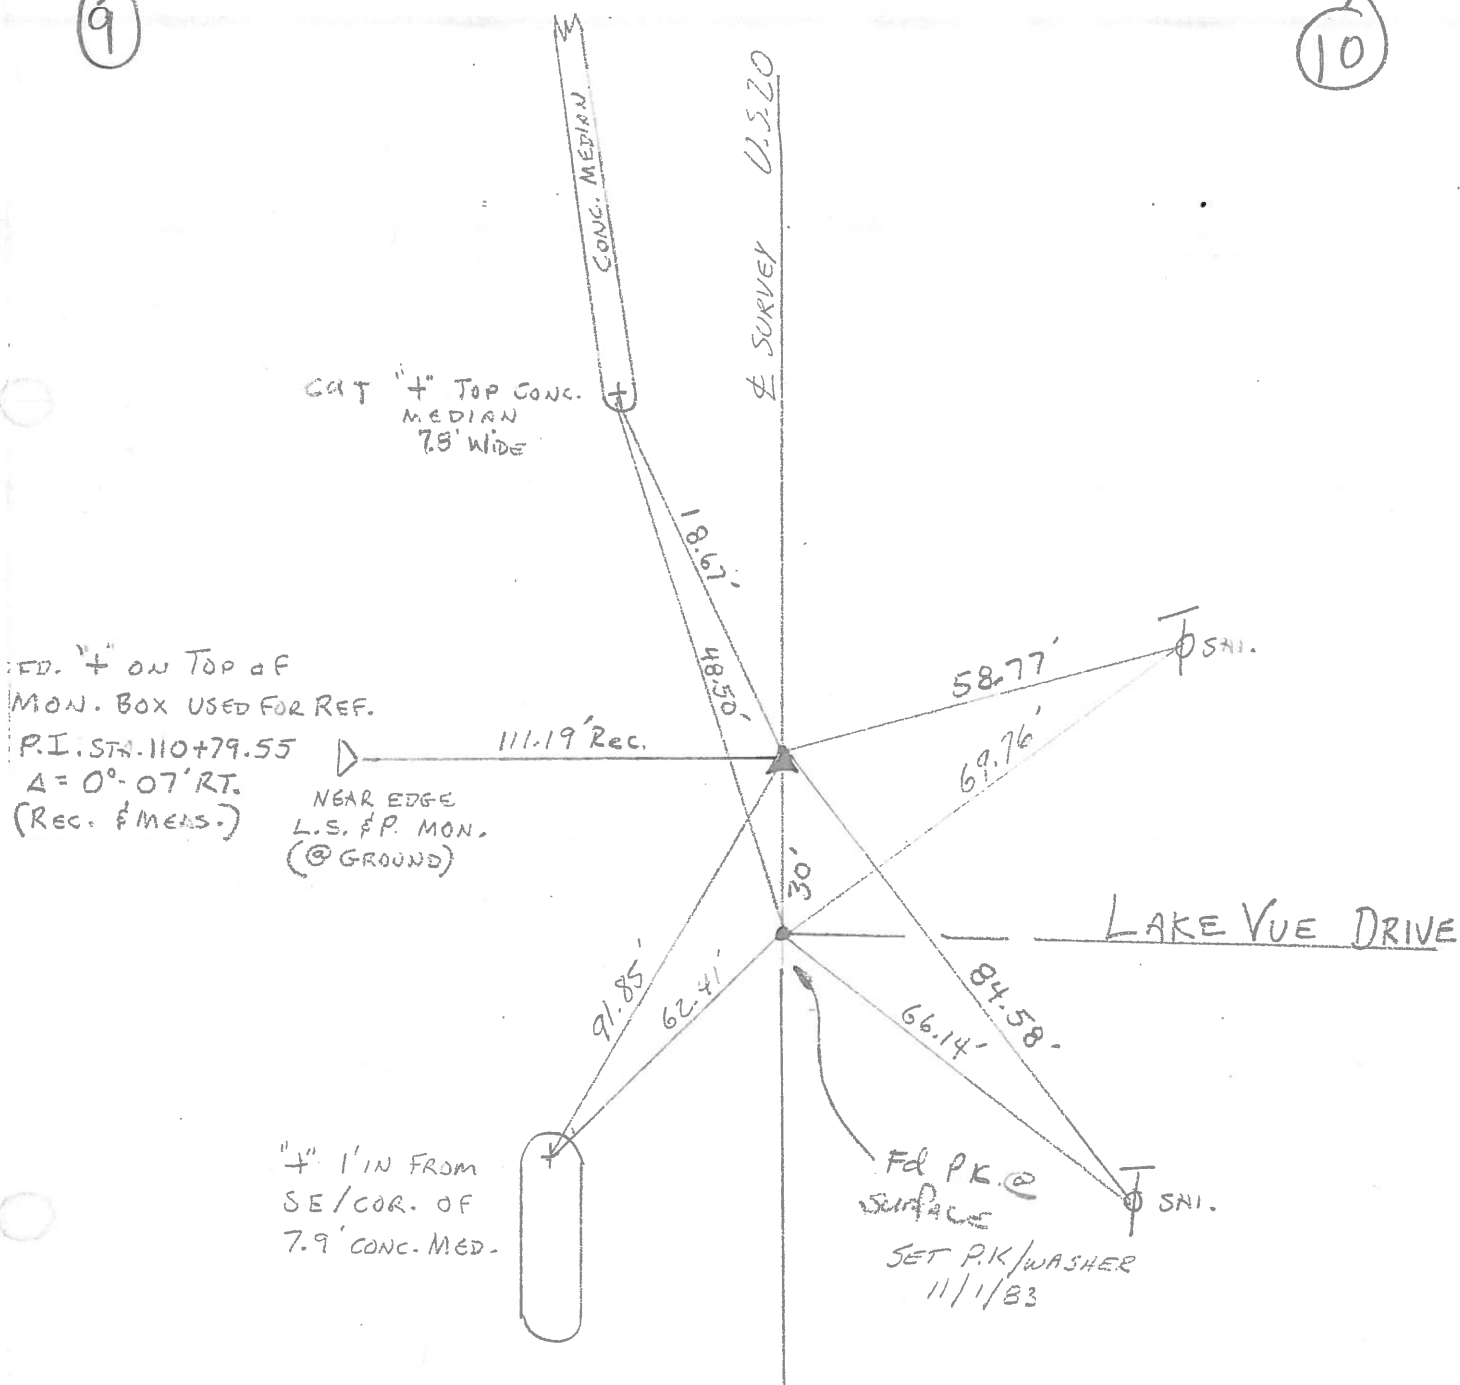 9
10
CONC. MEDIAN
℄ SURVEY U.S.20
CUT "+" TOP CONC.
MEDIAN
7.8' WIDE
18.67'
48.50'
58.77'
SNI.
69.76'
FD. "+" ON TOP OF
MON. BOX USED FOR REF.
P.I. STA. 110+79.55
Δ = 0°-07' RT.
(REC. & MEAS.)
111.19' Rec.
NEAR EDGE
L.S. & P. MON.
(@ GROUND)
30'
LAKE VUE DRIVE
91.85'
62.41'
84.58'
66.14'
"+" 1' IN FROM
SE/COR. OF
7.9' CONC. MED.
Fd P.K. @
SURFACE
SET P.K/WASHER
11/1/83
SNI.